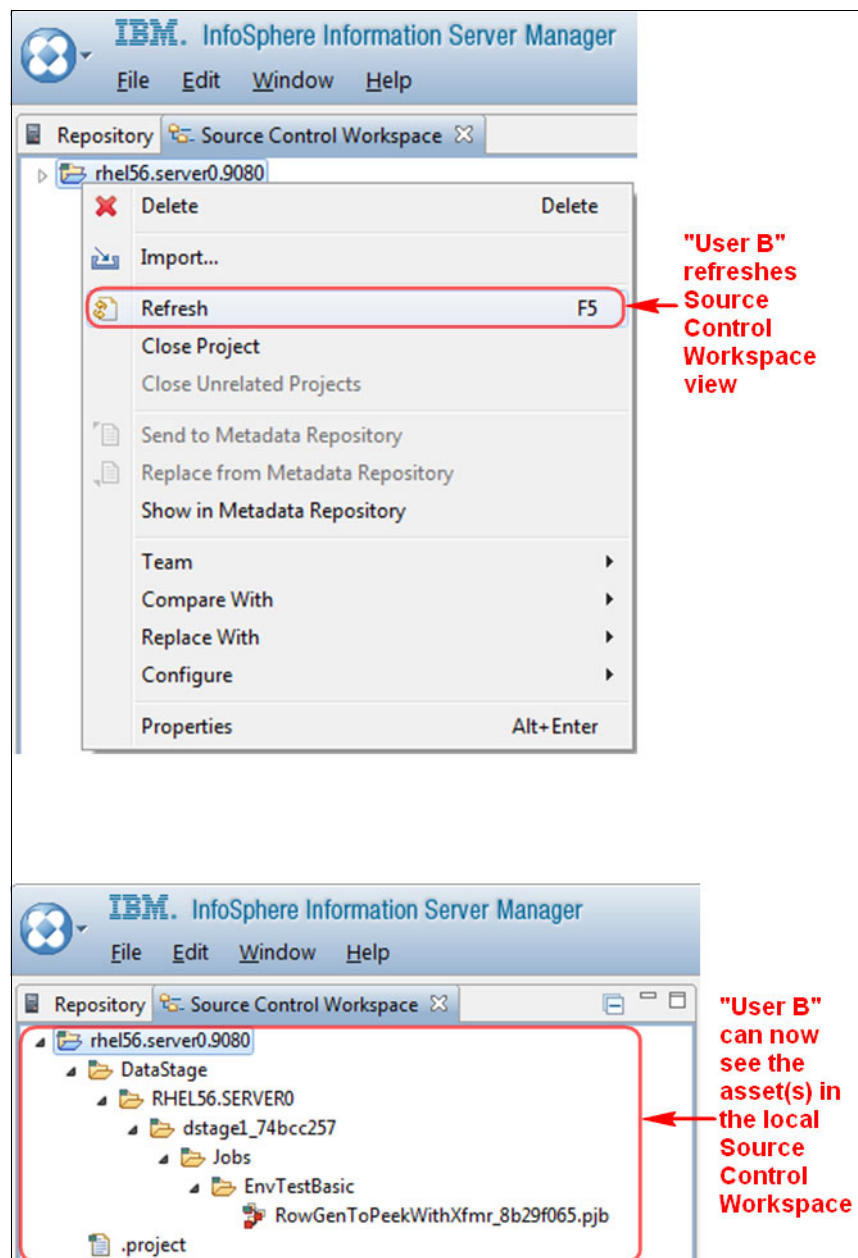 IBM. InfoSphere Information Server Manager
File Edit Window Help
Repository Source Control Workspace
rhel56.server0.9080
Delete Delete
Import...
Refresh F5
Close Project
Close Unrelated Projects
Send to Metadata Repository
Replace from Metadata Repository
Show in Metadata Repository
Team
Compare With
Replace With
Configure
Properties Alt+Enter
"User B"
refreshes
Source
Control
Workspace
view
IBM. InfoSphere Information Server Manager
File Edit Window Help
Repository Source Control Workspace
rhel56.server0.9080
DataStage
RHEL56.SERVER0
dstage1_74bcc257
Jobs
EnvTestBasic
RowGenToPeekWithXfmr_8b29f065.pjb
.project
"User B"
can now
see the
asset(s) in
the local
Source
Control
Workspace